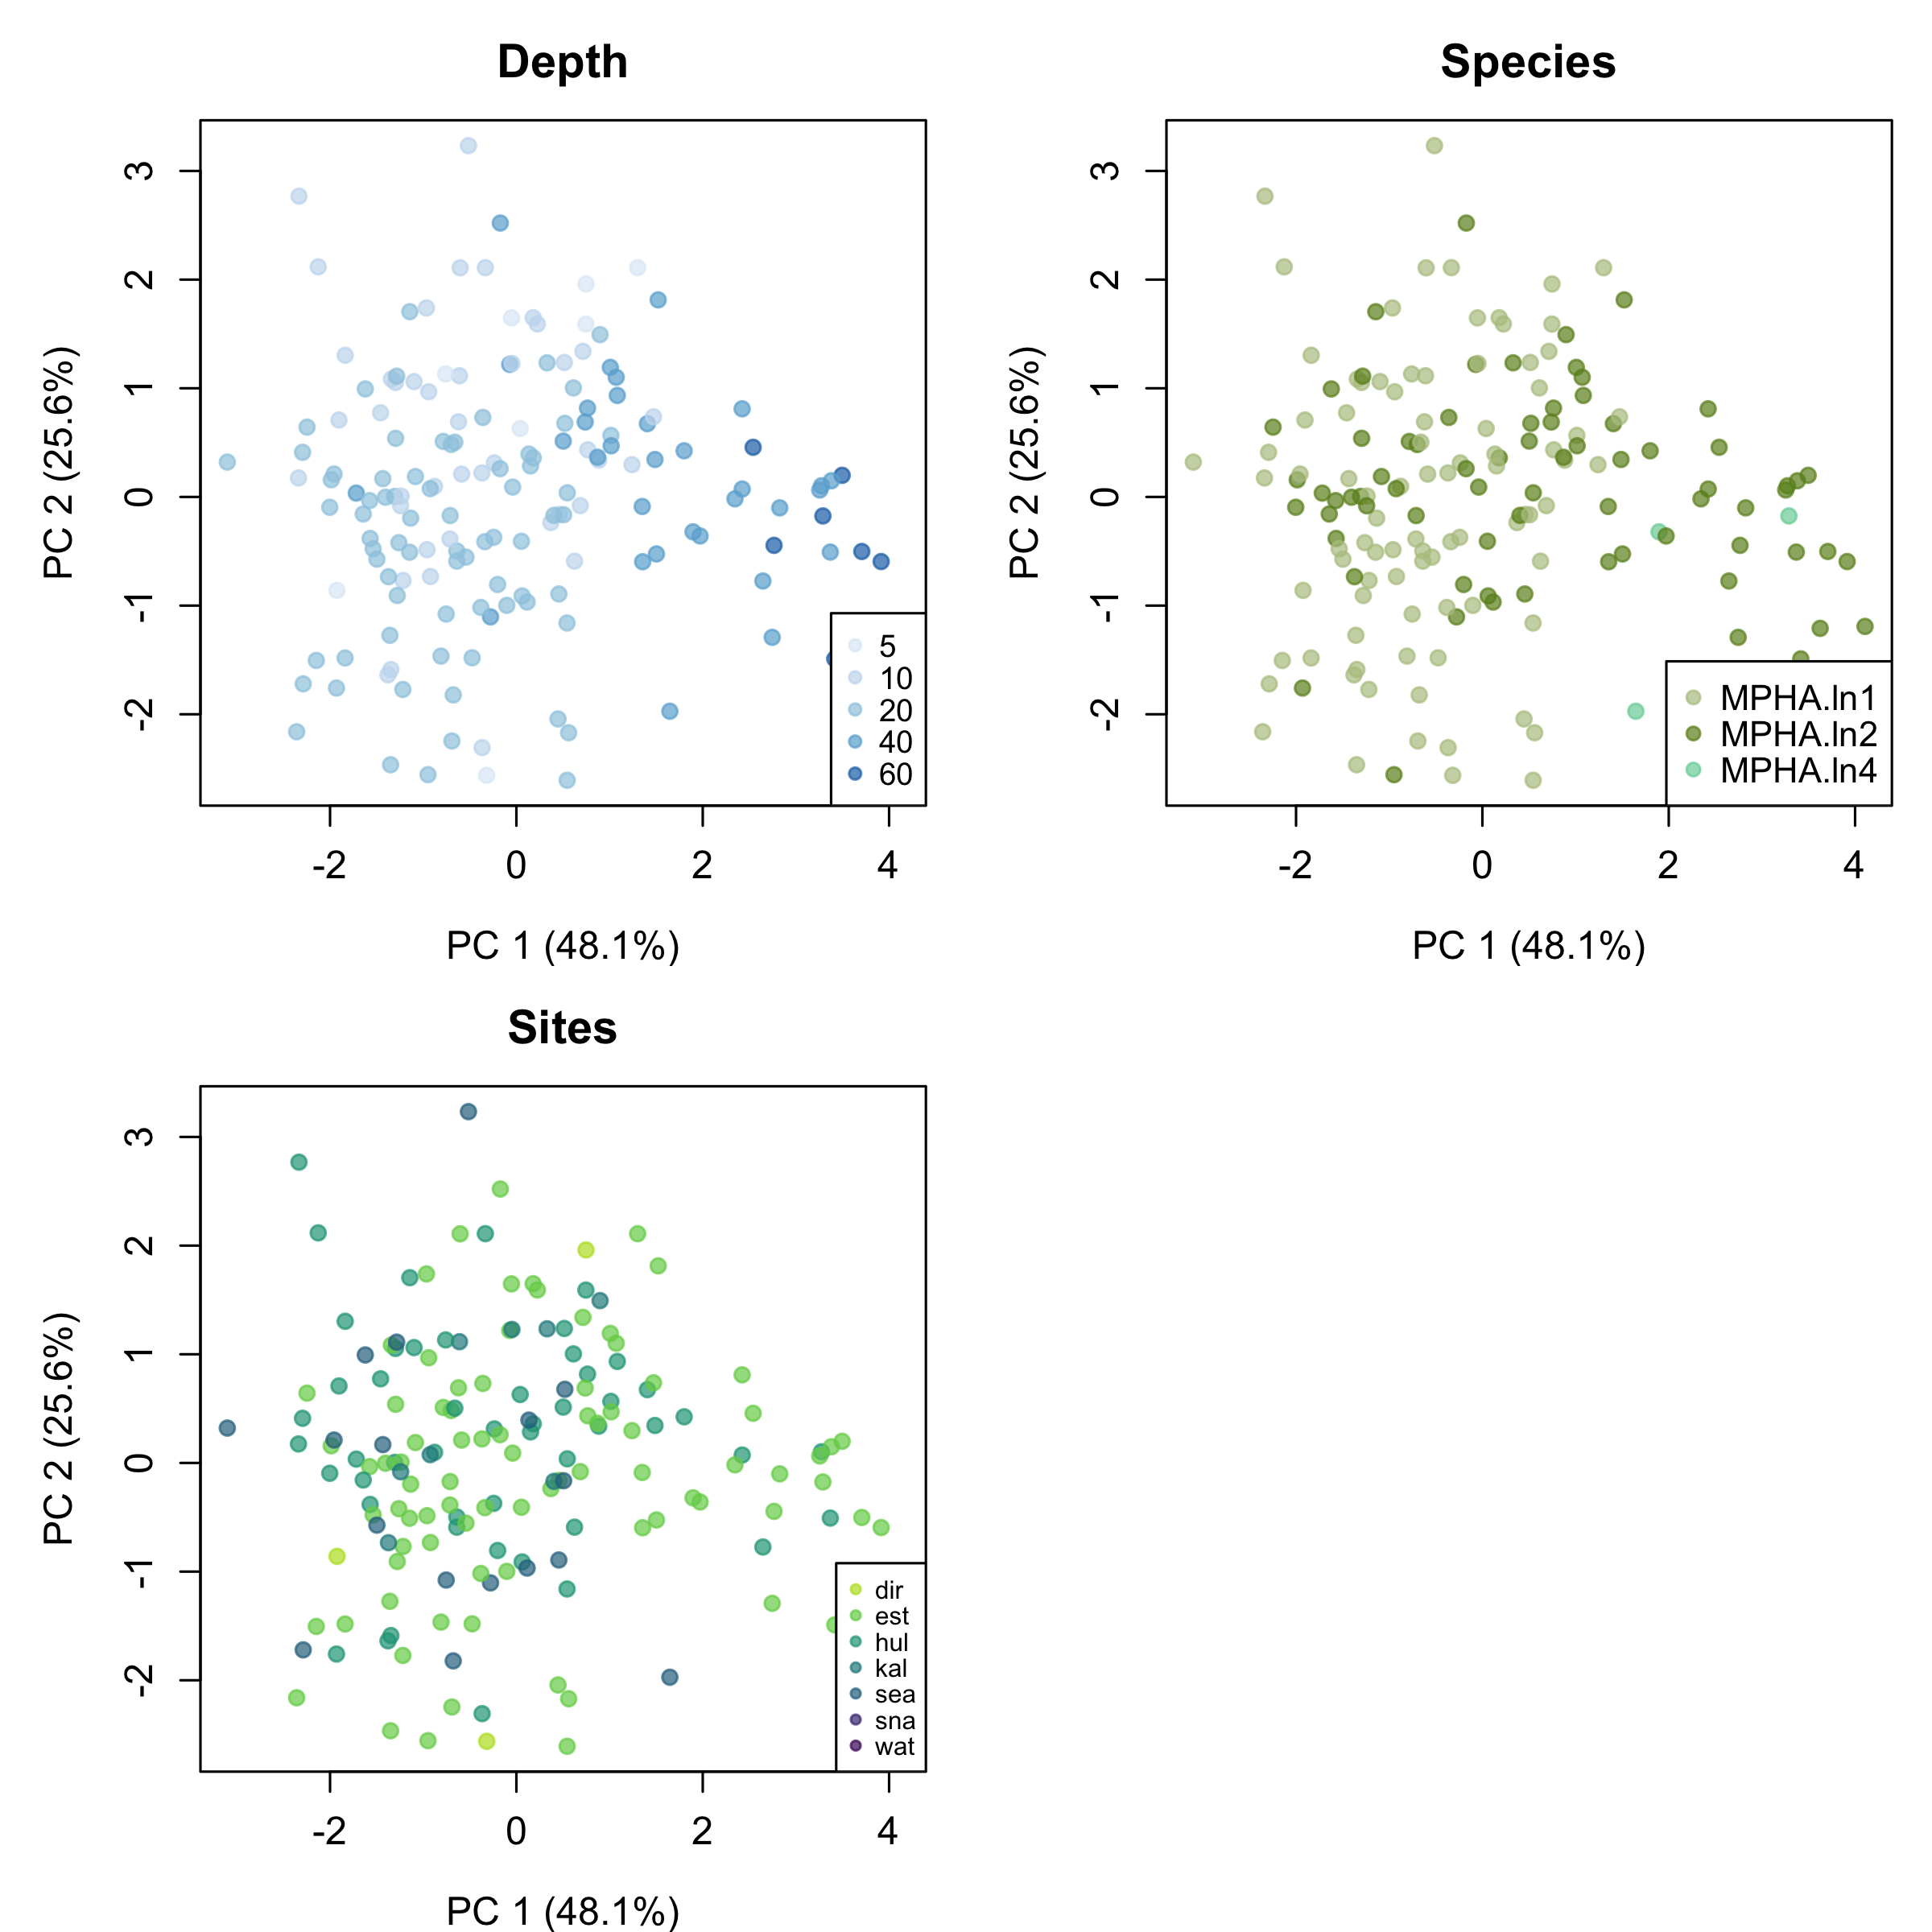 Depth
3
2
1
0
-1
-2
PC 2 (25.6%)
-2 0 2 4
PC 1 (48.1%)
5
10
20
40
60
Species
3
2
1
0
-1
-2
PC 2 (25.6%)
-2 0 2 4
PC 1 (48.1%)
MPHA.ln1
MPHA.ln2
MPHA.ln4
Sites
3
2
1
0
-1
-2
PC 2 (25.6%)
-2 0 2 4
PC 1 (48.1%)
dir
est
hul
kal
sea
sna
wat